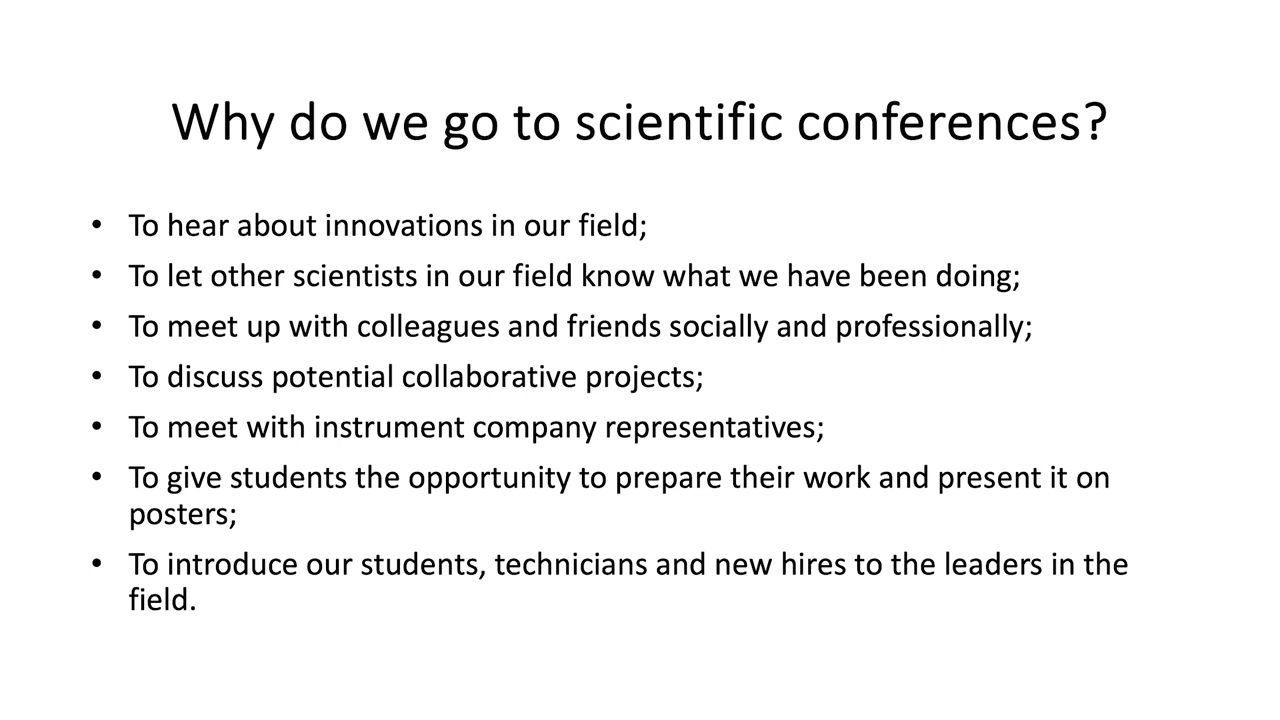 Why do we go to scientific conferences?
• To hear about innovations in our field;
• To let other scientists in our field know what we have been doing;
• To meet up with colleagues and friends socially and professionally;
• To discuss potential collaborative projects;
• To meet with instrument company representatives;
• To give students the opportunity to prepare their work and present it on
posters;
• To introduce our students, technicians and new hires to the leaders in the
field.